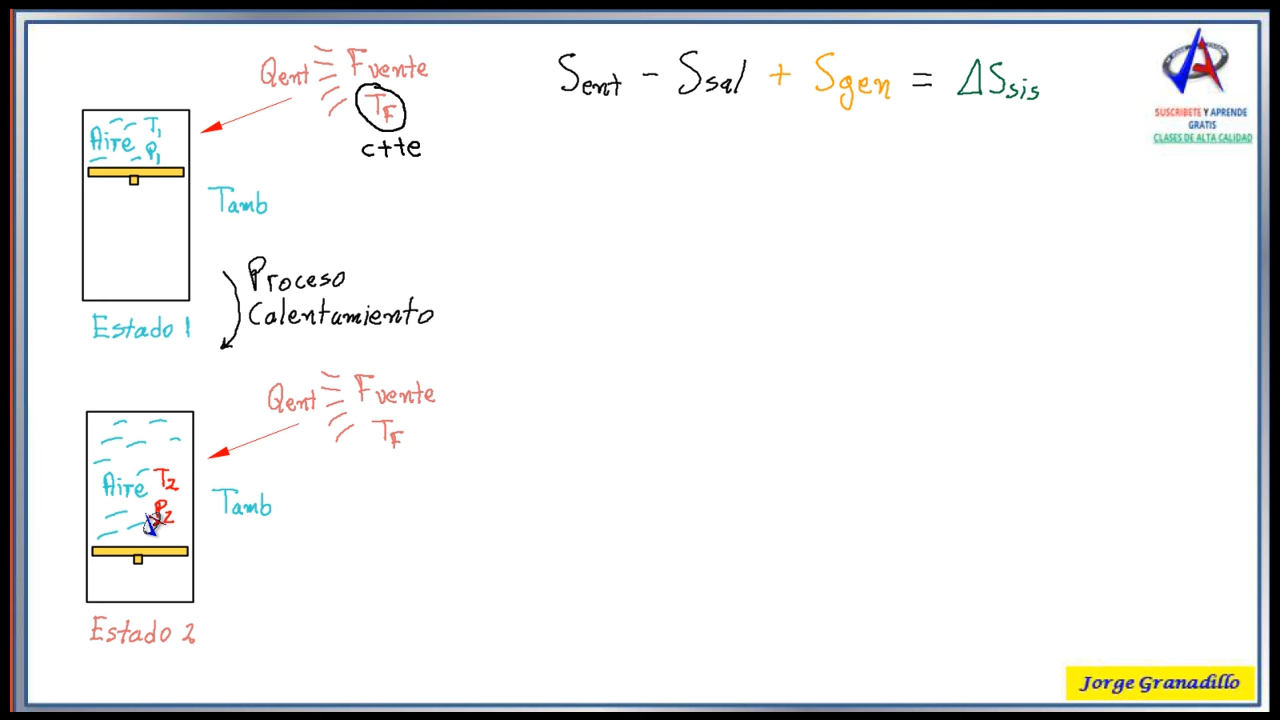 Qent Fuente
TF
ctte
Sent - Ssal + Sgen = ΔSsis
SUSCRIBETE Y APRENDE
GRATIS
CLASES DE ALTA CALIDAD
Aire T1
P1
Tamb
Proceso
Calentamiento
Estado 1
Qent Fuente
TF
Aire T2
P2
Tamb
Estado 2
Jorge Granadillo